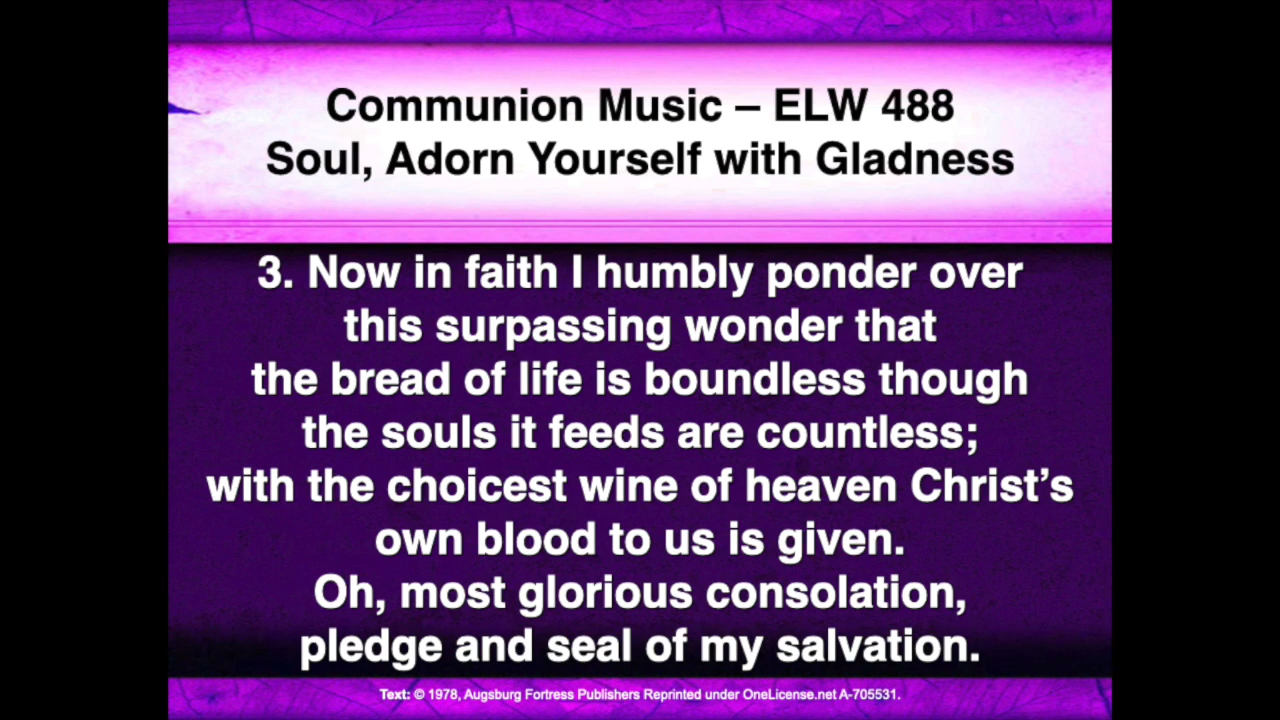 Communion Music – ELW 488
Soul, Adorn Yourself with Gladness
3. Now in faith I humbly ponder over
this surpassing wonder that
the bread of life is boundless though
the souls it feeds are countless;
with the choicest wine of heaven Christ’s
own blood to us is given.
Oh, most glorious consolation,
pledge and seal of my salvation.
Text: © 1978, Augsburg Fortress Publishers Reprinted under OneLicense.net A-705531.